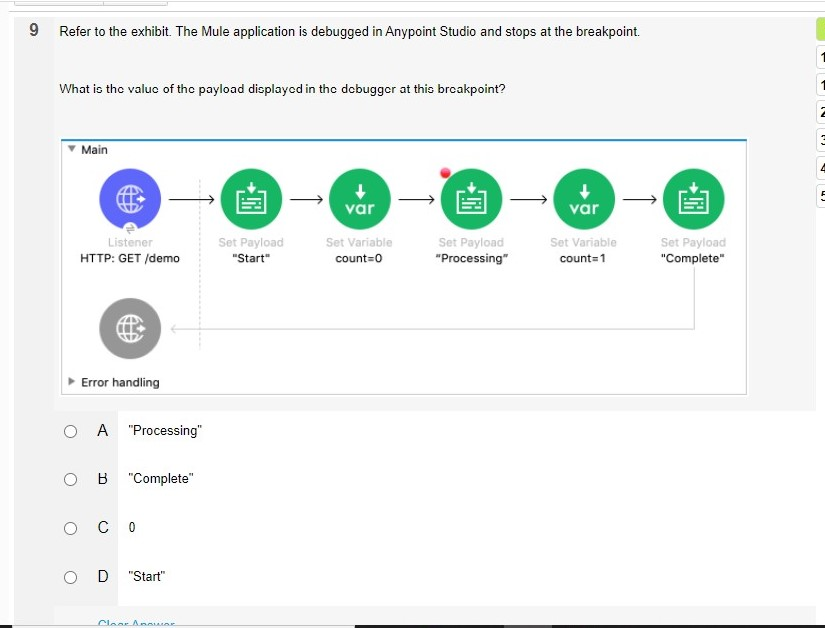 9 Refer to the exhibit. The Mule application is debugged in Anypoint Studio and stops at the breakpoint.
What is the value of the payload displayed in the debugger at this breakpoint?
Main
var
var
Listener
Set Payload
Set Variable
Set Payload
Set Variable
Set Payload
HTTP: GET /demo
"Start"
count=0
"Processing"
count=1
"Complete"
Error handling
A "Processing"
B "Complete"
C 0
D "Start"
Clear Answer